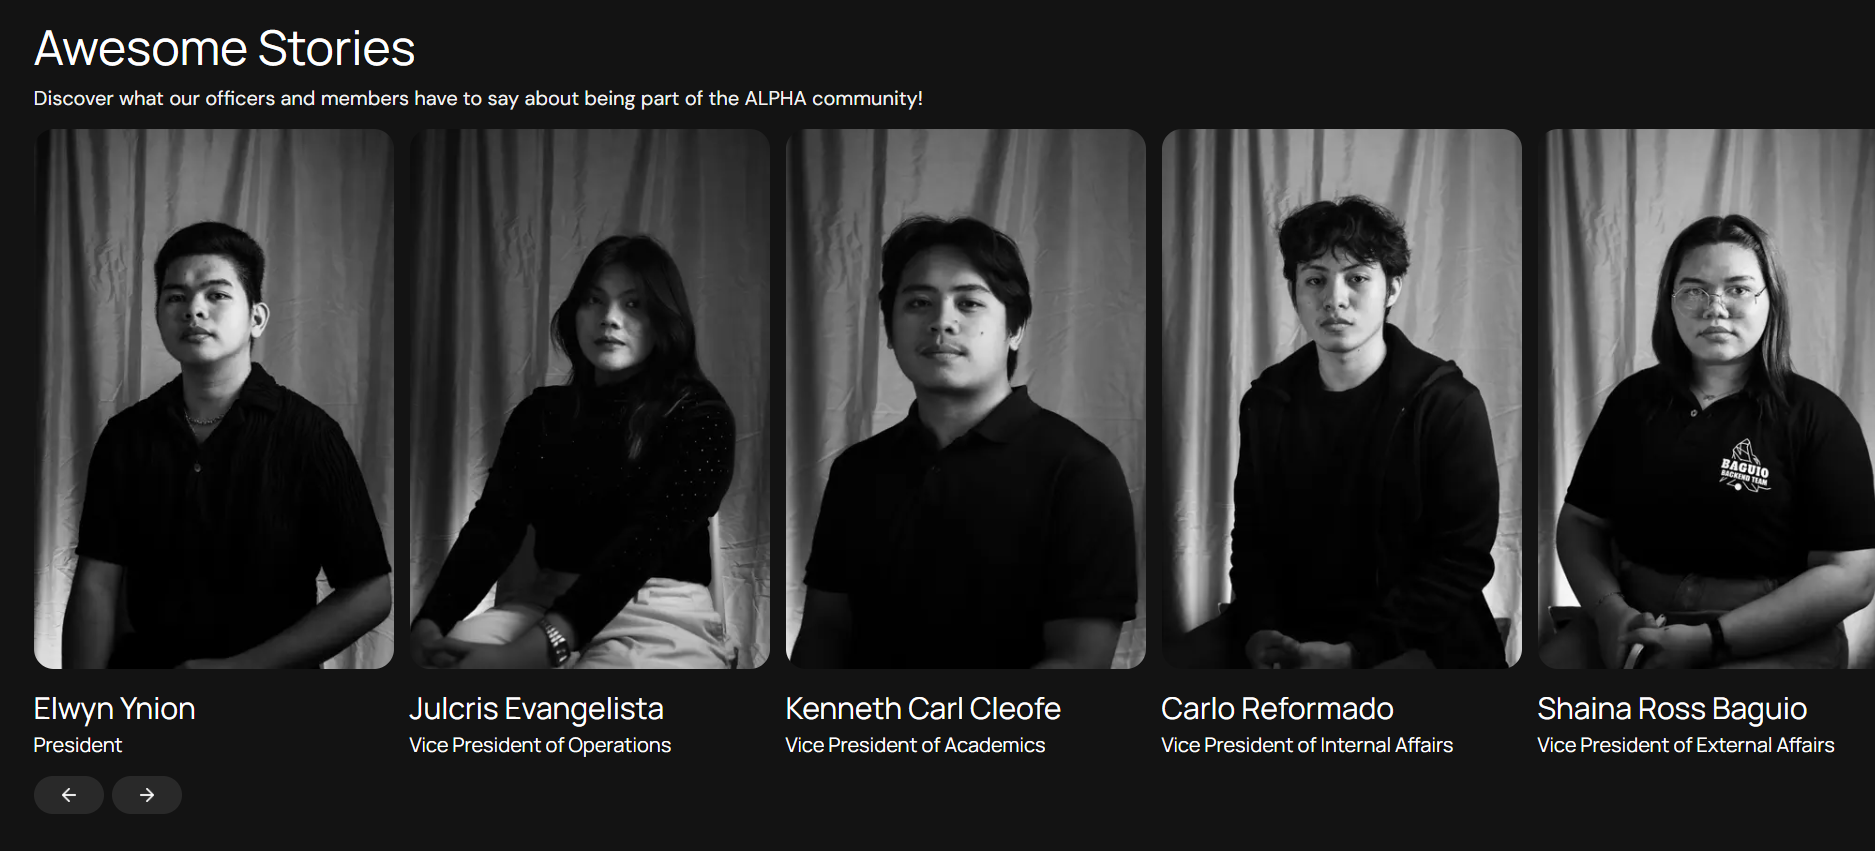 Awesome Stories
Discover what our officers and members have to say about being part of the ALPHA community!
BAGUIO
BACKEND TEAM
Elwyn Ynion
President
Julcris Evangelista
Vice President of Operations
Kenneth Carl Cleofe
Vice President of Academics
Carlo Reformado
Vice President of Internal Affairs
Shaina Ross Baguio
Vice President of External Affairs